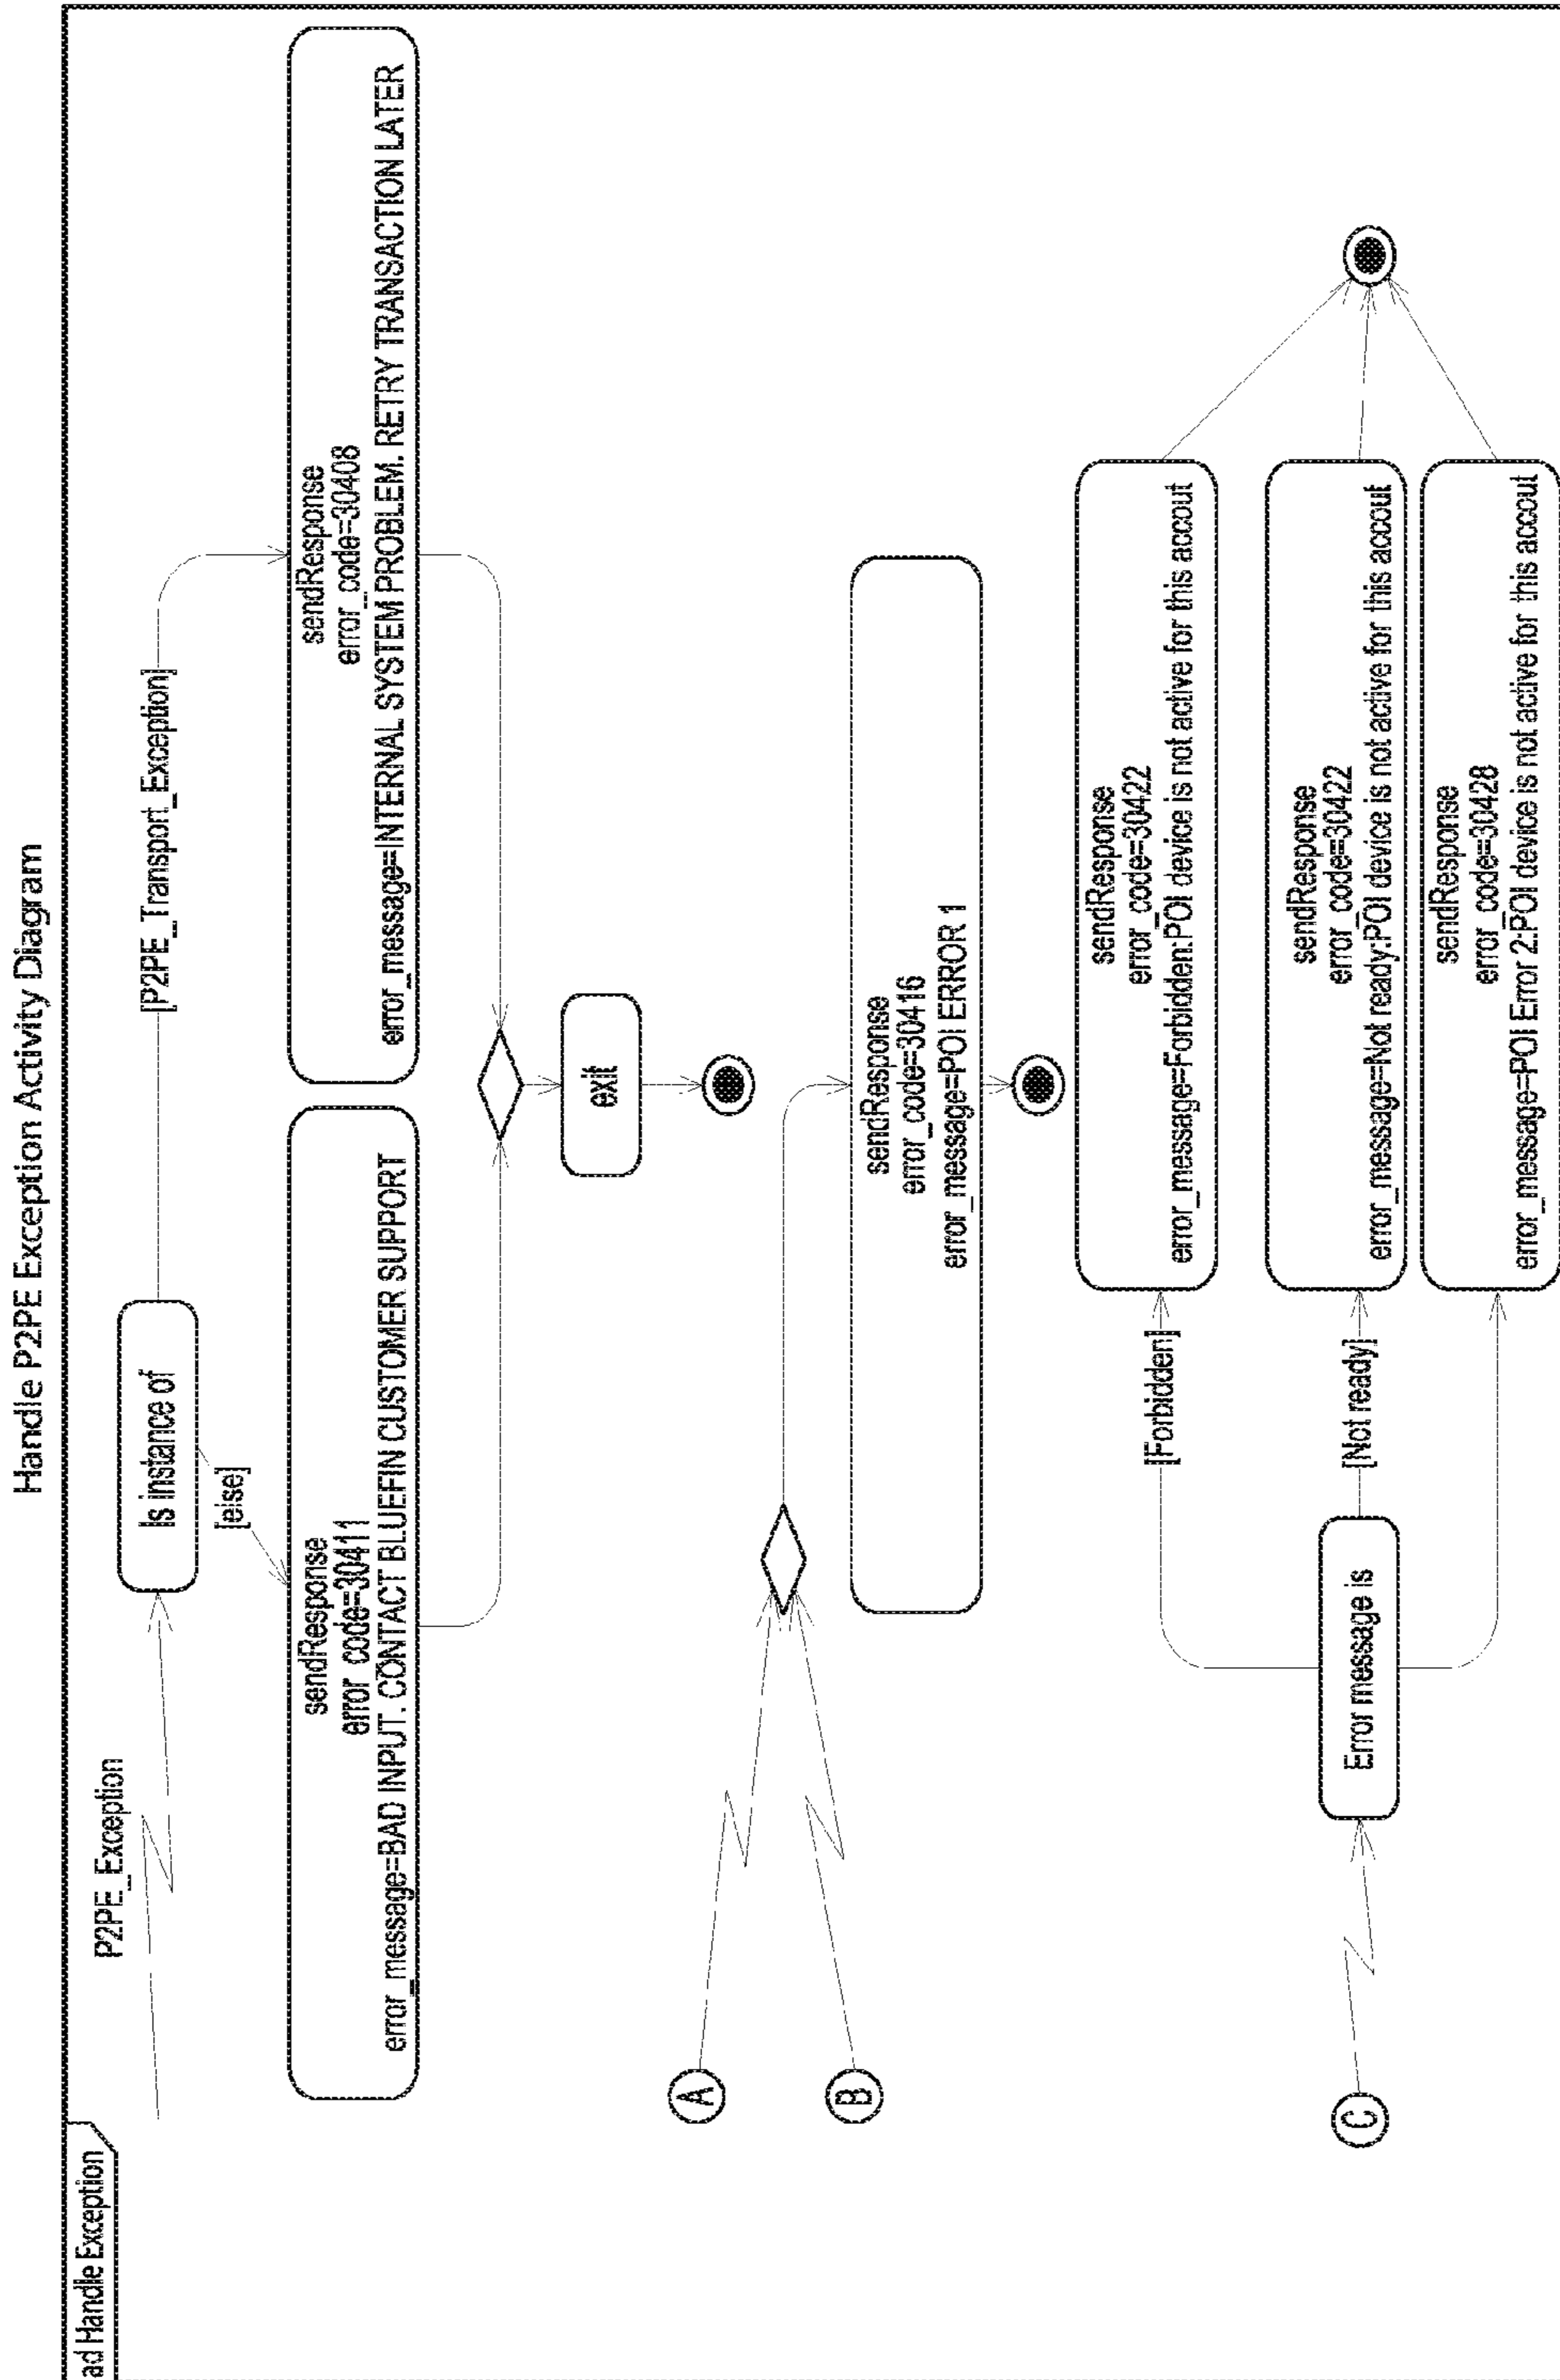 Handle P2PE Exception Activity Diagram
ad Handle Exception
P2PE_Exception
Is instance of
[P2PE_Transport_Exception]
[else]
sendResponse
error_code=30411
error_message=BAD INPUT. CONTACT BLUEFIN CUSTOMER SUPPORT
sendResponse
error_code=30408
error_message=INTERNAL SYSTEM PROBLEM. RETRY TRANSACTION LATER
exit
A
B
sendResponse
error_code=30416
error_message=POI ERROR 1
C
Error message is
[Forbidden]
sendResponse
error_code=30422
error_message=Forbidden:POI device is not active for this accout
[Not ready]
sendResponse
error_code=30422
error_message=Not ready:POI device is not active for this accout
sendResponse
error_code=30428
error_message=POI Error 2:POI device is not active for this accout